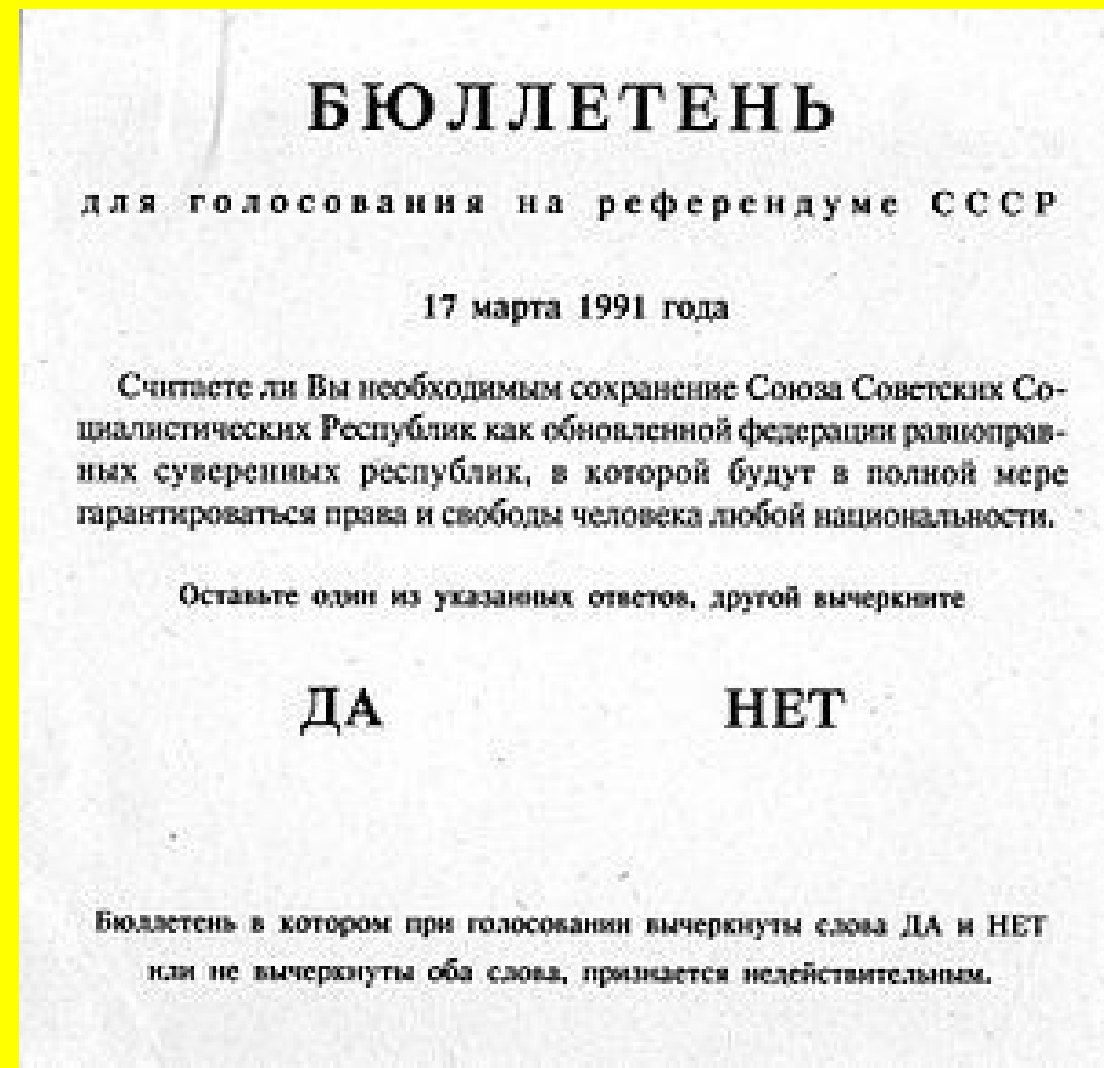 БЮЛЛЕТЕНЬ
для голосования на референдуме СССР
17 марта 1991 года
Считаете ли Вы необходимым сохранение Союза Советских Со-
циалистических Республик как обновленной федерации равноправ-
ных суверенных республик, в которой будут в полной мере
гарантироваться права и свободы человека любой национальности.
Оставьте один из указанных ответов, другой вычеркните
ДА НЕТ
Бюллетень в котором при голосовании вычеркнуты слова ДА и НЕТ
или не вычеркнуты оба слова, признается недействительным.